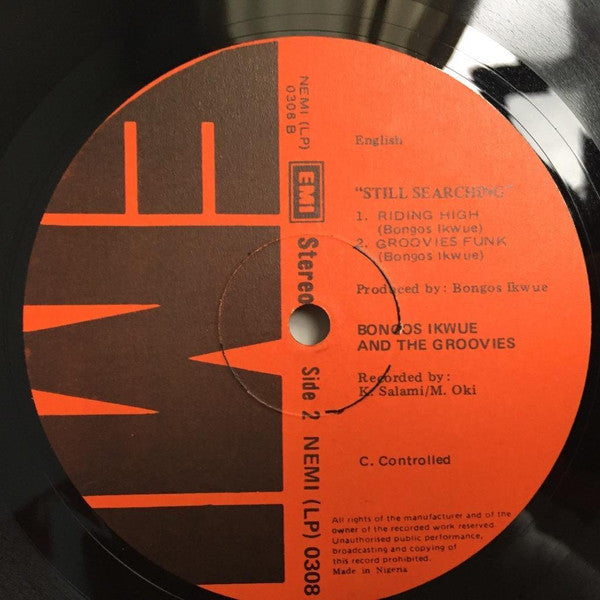 EMI
NEMI (LP)
0308 B
EMI
Stereo
Side 2
NEMI (LP) 0308
English
"STILL SEARCHING"
1. RIDING HIGH
(Bongos Ikwue)
2. GROOVIES FUNK
(Bongos Ikwue)
Produced by: Bongos Ikwue
BONGOS IKWUE
AND THE GROOVIES
Recorded by:
K. Salami/M. Oki
C. Controlled
All rights of the manufacturer and of the
owner of the recorded work reserved.
Unauthorised public performance,
broadcasting and copying of
this record prohibited.
Made in Nigeria